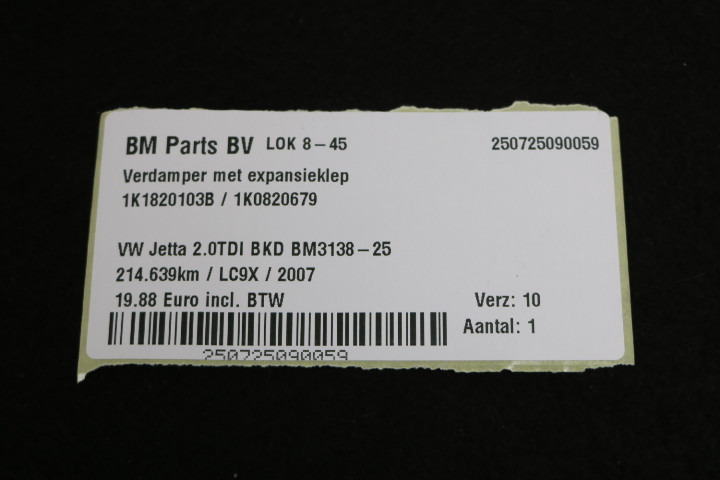 BM Parts BV LOK 8-45 250725090059
Verdamper met expansieklep
1K1820103B / 1K0820679
VW Jetta 2.0TDI BKD BM3138-25
214.639km / LC9X / 2007
19.88 Euro incl. BTW Verz: 10
Aantal: 1
250725090059